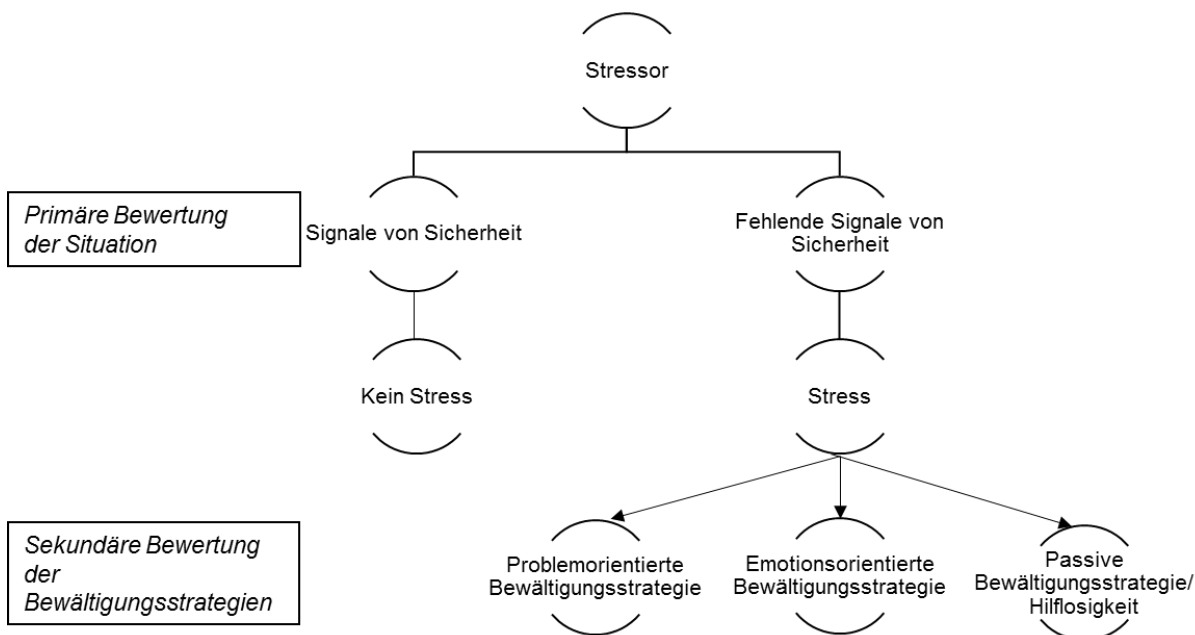 Stressor
Primäre Bewertung
der Situation
Signale von Sicherheit
Fehlende Signale von
Sicherheit
Kein Stress
Stress
Sekundäre Bewertung
der
Bewältigungsstrategien
Problemorientierte
Bewältigungsstrategie
Emotionsorientierte
Bewältigungsstrategie
Passive
Bewältigungsstrategie/
Hilflosigkeit